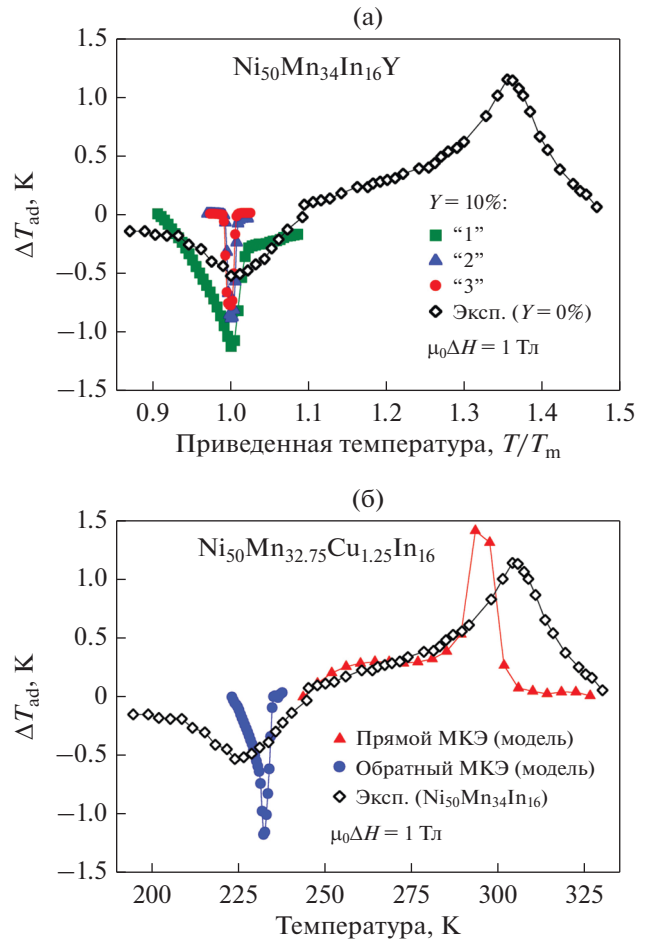 (а)
1.5
1.0
0.5
0
−0.5
−1.0
−1.5
ΔT_ad, K
Ni₅₀Mn₃₄In₁₆Y
Y = 10%:
“1”
“2”
“3”
Эксп. (Y = 0%)
μ₀ΔH = 1 Тл
0.9 1.0 1.1 1.2 1.3 1.4 1.5
Приведенная температура, T/Tₘ
(б)
1.5
1.0
0.5
0
−0.5
−1.0
−1.5
ΔT_ad, K
Ni₅₀Mn₃₂.₇₅Cu₁.₂₅In₁₆
Прямой МКЭ (модель)
Обратный МКЭ (модель)
Эксп. (Ni₅₀Mn₃₄In₁₆)
μ₀ΔH = 1 Тл
200 225 250 275 300 325
Температура, K